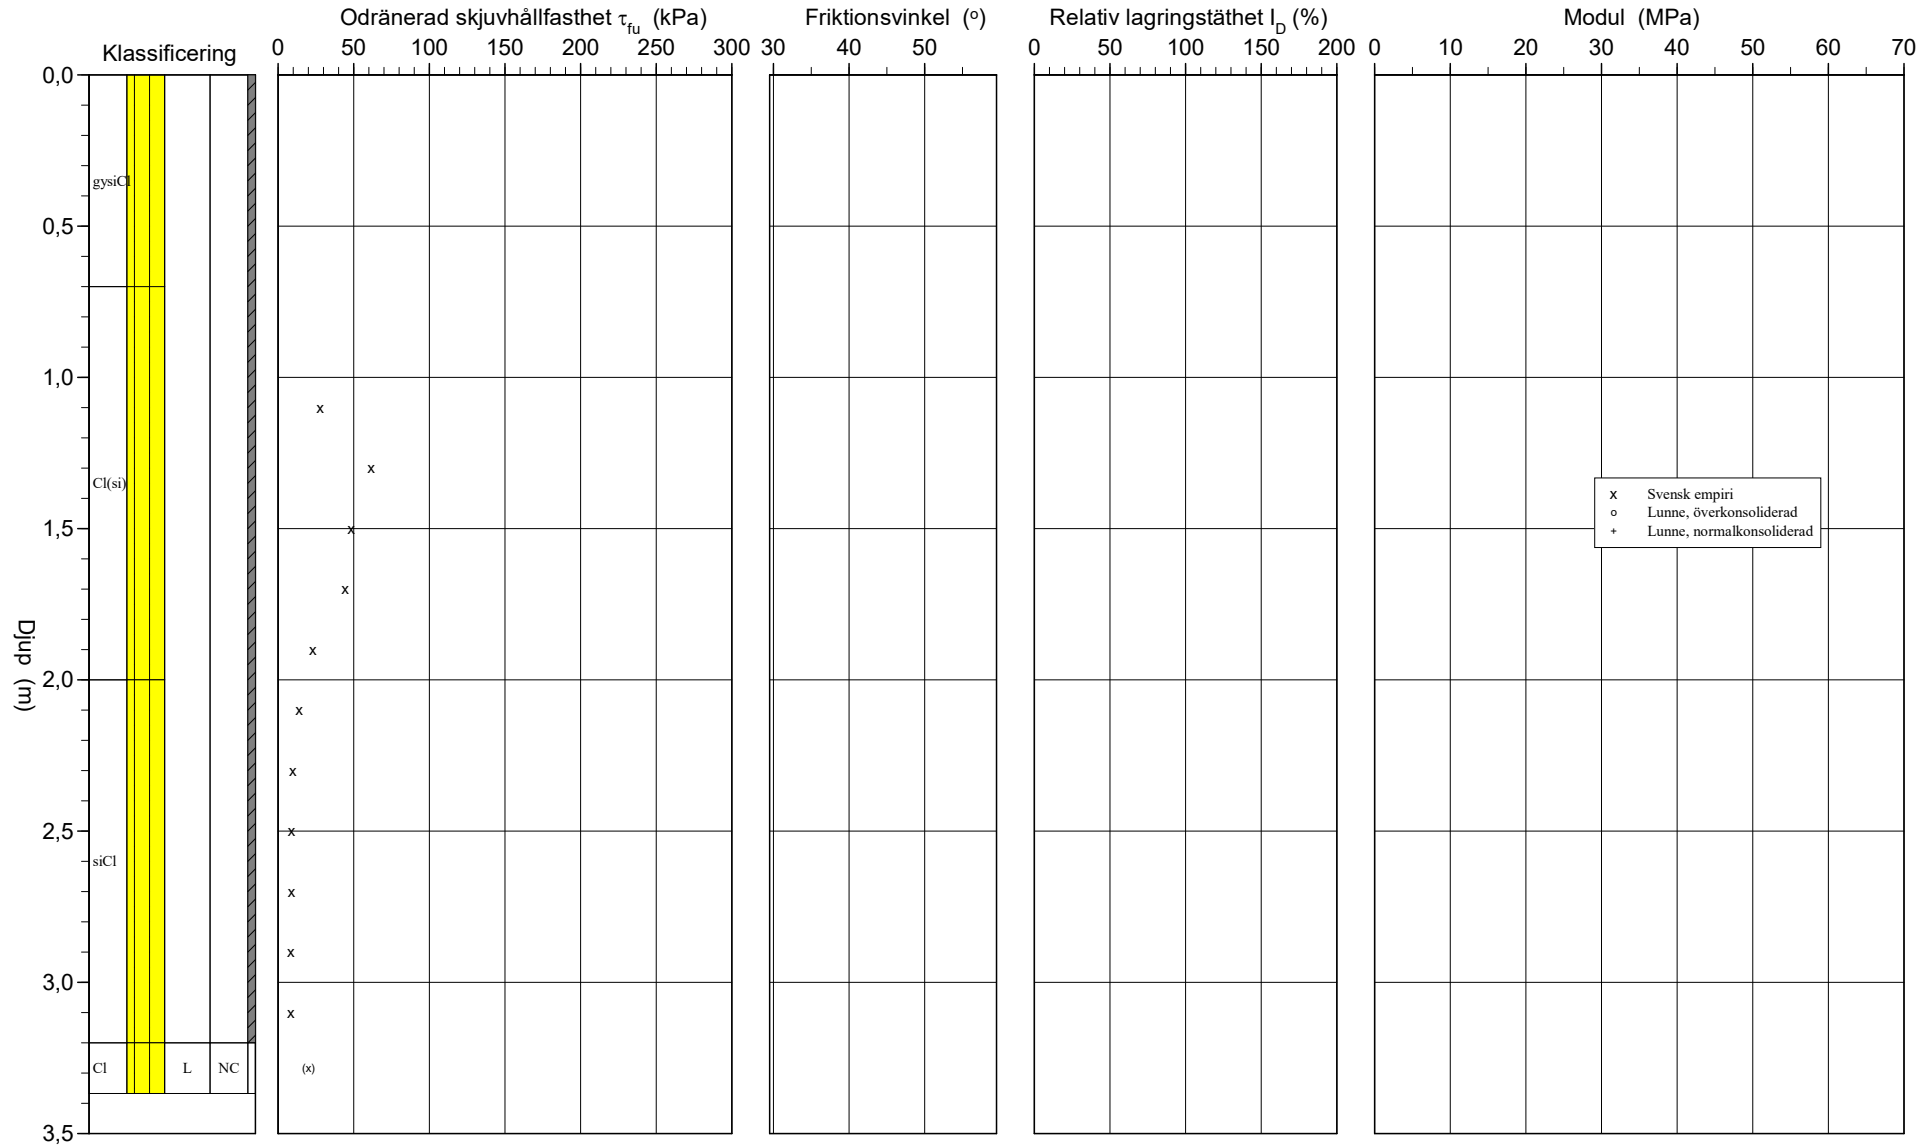 Odränerad skjuvhållfasthet τfu (kPa)
Friktionsvinkel (o)
Relativ lagringstäthet ID (%)
Modul (MPa)
Klassificering
0 50 100 150 200 250 300
30 40 50
0 50 100 150 200
0 10 20 30 40 50 60 70
0,0
gysiCl
0,5
1,0
x
x
Cl(si)
x Svensk empiri
o Lunne, överkonsoliderad
+ Lunne, normalkonsoliderad
1,5
x
x
x
Djup (m)
2,0
x
x
2,5
x
siCl
x
x
3,0
x
Cl L NC
(x)
3,5